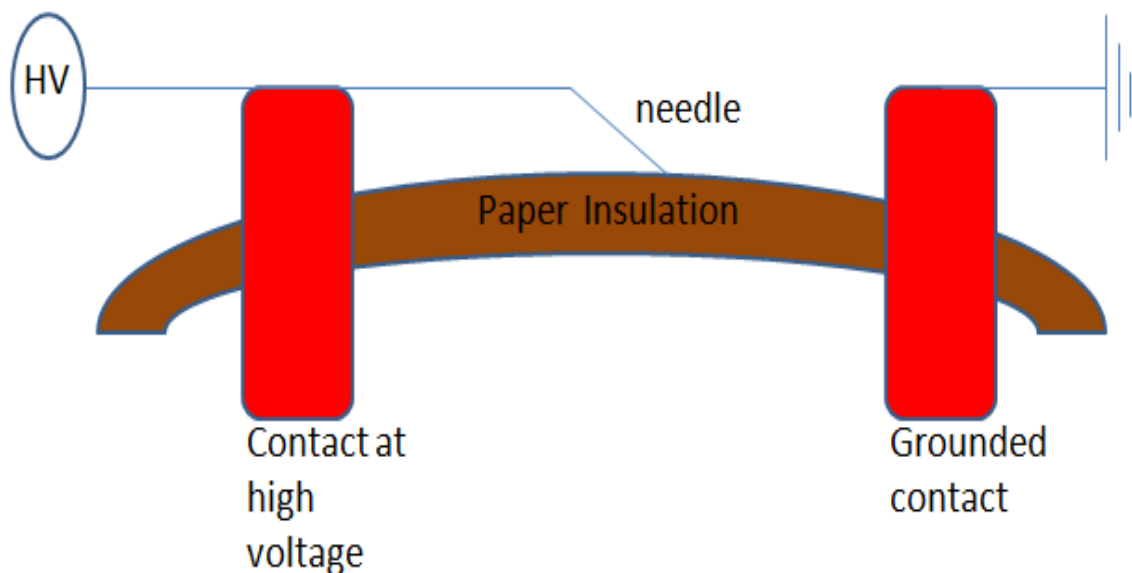 HV
needle
Paper Insulation
Contact at
high
voltage
Grounded
contact